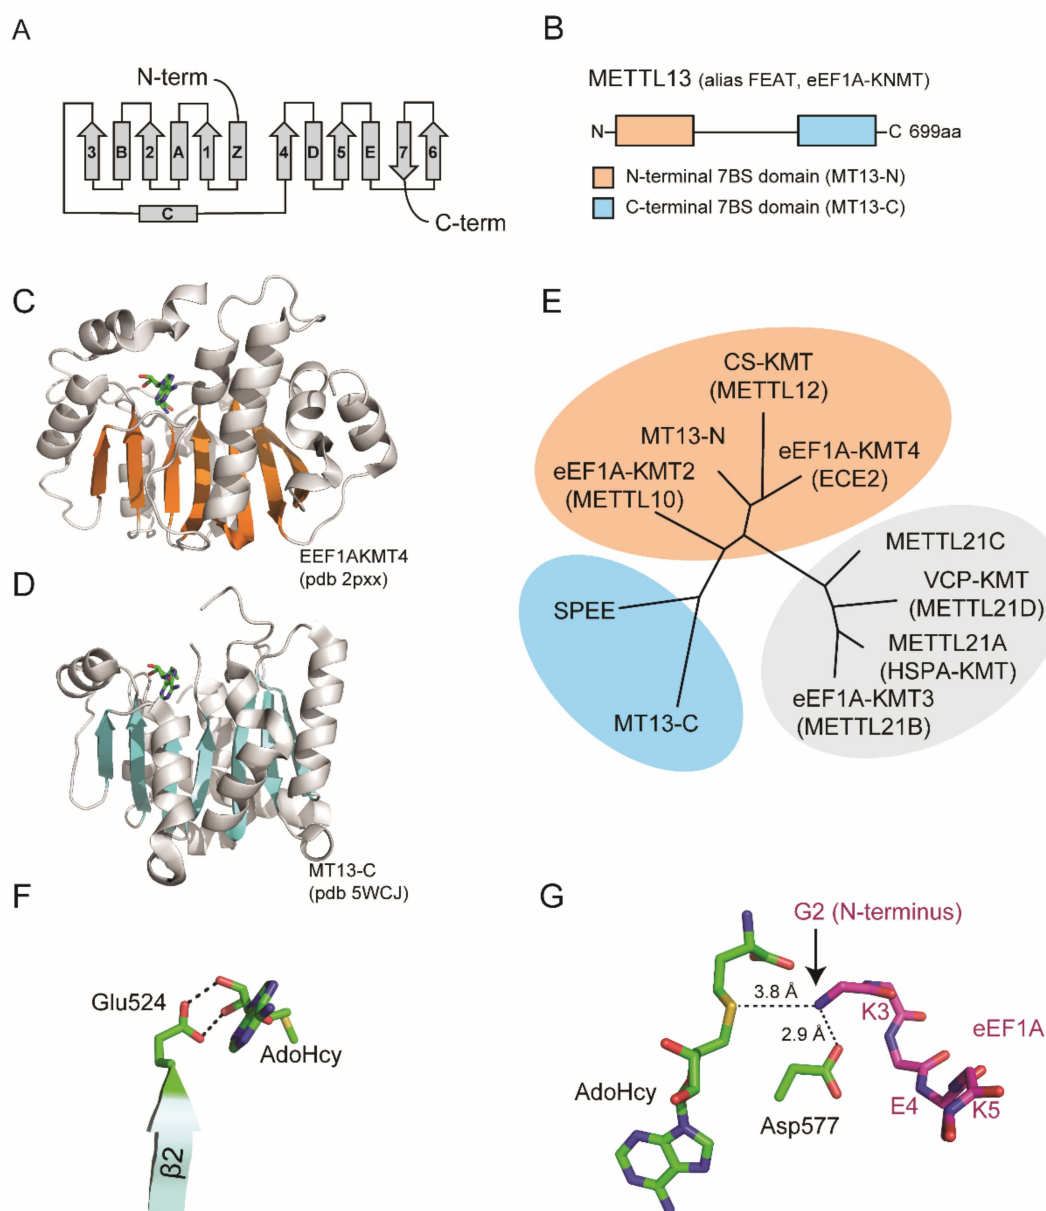 A
N-term
3 B 2 A 1 Z 4 D 5 E 7 6
C
C-term
B
METTL13 (alias FEAT, eEF1A-KNMT)
N C 699aa
N-terminal 7BS domain (MT13-N)
C-terminal 7BS domain (MT13-C)
C
EEF1AKMT4
(pdb 2pxx)
D
MT13-C
(pdb 5WCJ)
E
CS-KMT
(METTL12)
MT13-N
eEF1A-KMT4
(ECE2)
eEF1A-KMT2
(METTL10)
METTL21C
VCP-KMT
(METTL21D)
SPEE
METTL21A
(HSPA-KMT)
eEF1A-KMT3
(METTL21B)
MT13-C
F
Glu524
AdoHcy
β2
G
G2 (N-terminus)
3.8 Å
K3
2.9 Å
eEF1A
AdoHcy
Asp577
E4
K5